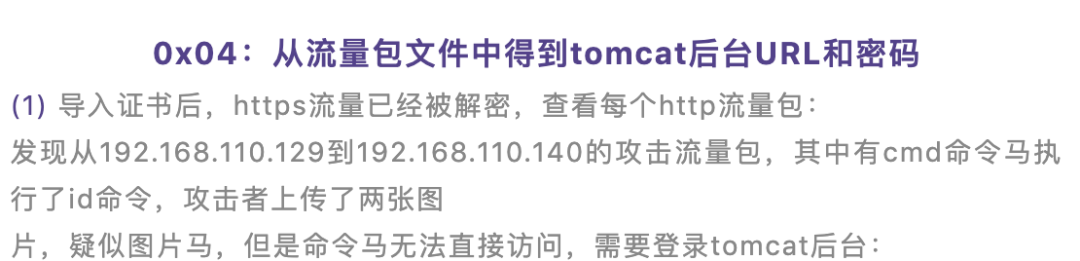 0x04：从流量包文件中得到tomcat后台URL和密码
(1) 导入证书后，https流量已经被解密，查看每个http流量包：
发现从192.168.110.129到192.168.110.140的攻击流量包，其中有cmd命令马执
行了id命令，攻击者上传了两张图
片，疑似图片马，但是命令马无法直接访问，需要登录tomcat后台：